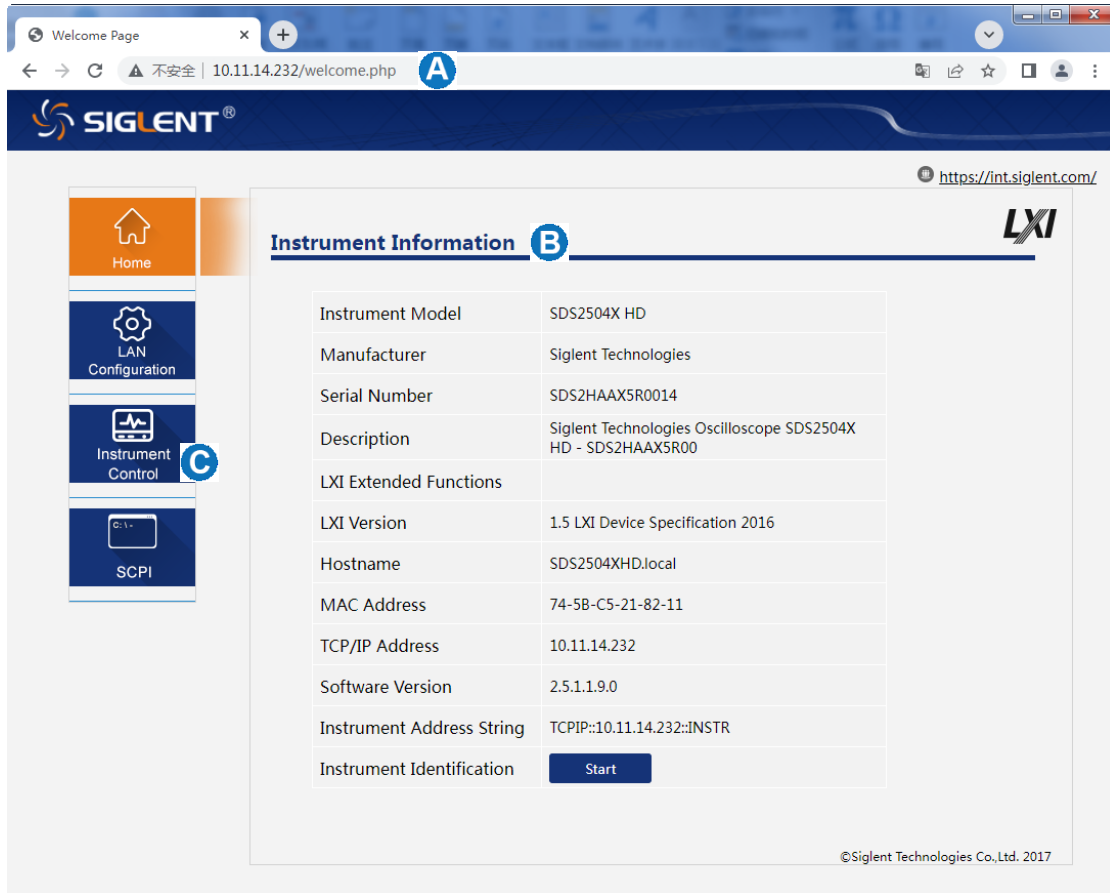 Welcome Page
不安全 10.11.14.232/welcome.php A
SIGLENT®
https://int.siglent.com/
Home
LAN
Configuration
Instrument
Control
C
C:\-
SCPI
Instrument Information B
LXI
Instrument Model SDS2504X HD
Manufacturer Siglent Technologies
Serial Number SDS2HAAX5R0014
Description Siglent Technologies Oscilloscope SDS2504X
HD - SDS2HAAX5R00
LXI Extended Functions
LXI Version 1.5 LXI Device Specification 2016
Hostname SDS2504XHD.local
MAC Address 74-5B-C5-21-82-11
TCP/IP Address 10.11.14.232
Software Version 2.5.1.1.9.0
Instrument Address String TCPIP::10.11.14.232::INSTR
Instrument Identification Start
©Siglent Technologies Co.,Ltd. 2017